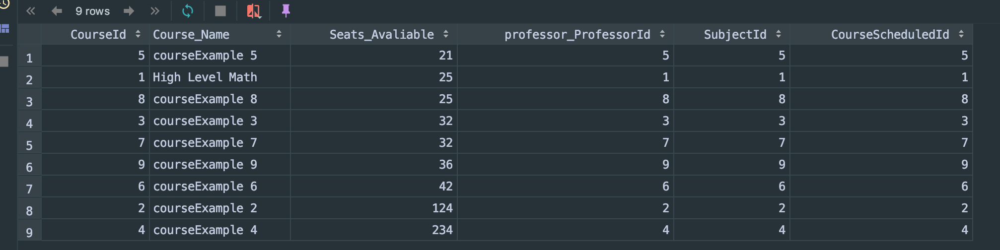 9 rows
CourseId Course_Name Seats_Avaliable professor_ProfessorId SubjectId CourseScheduledId
1 5 courseExample 5 21 5 5 5
2 1 High Level Math 25 1 1 1
3 8 courseExample 8 25 8 8 8
4 3 courseExample 3 32 3 3 3
5 7 courseExample 7 32 7 7 7
6 9 courseExample 9 36 9 9 9
7 6 courseExample 6 42 6 6 6
8 2 courseExample 2 124 2 2 2
9 4 courseExample 4 234 4 4 4